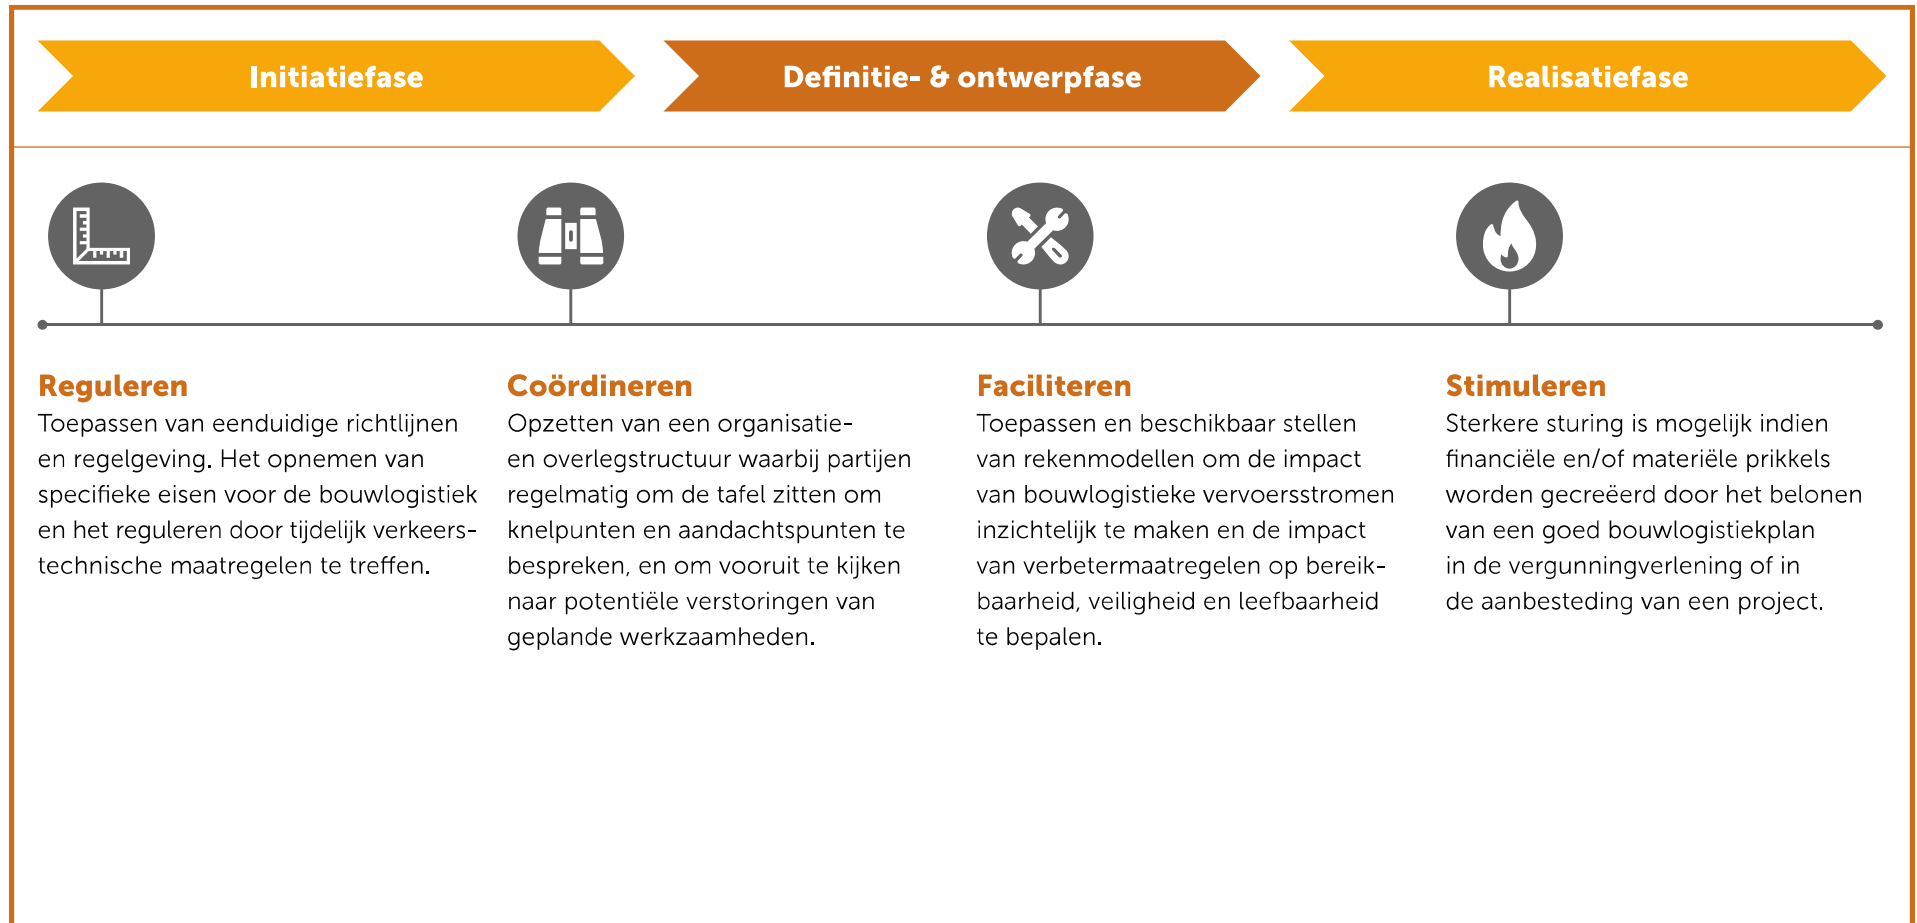 Initiatiefase
Definitie- & ontwerpfase
Realisatiefase
Reguleren
Toepassen van eenduidige richtlijnen
en regelgeving. Het opnemen van
specifieke eisen voor de bouwlogistiek
en het reguleren door tijdelijk verkeers-
technische maatregelen te treffen.
Coördineren
Opzetten van een organisatie-
en overlegstructuur waarbij partijen
regelmatig om de tafel zitten om
knelpunten en aandachtspunten te
bespreken, en om vooruit te kijken
naar potentiële verstoringen van
geplande werkzaamheden.
Faciliteren
Toepassen en beschikbaar stellen
van rekenmodellen om de impact
van bouwlogistieke vervoersstromen
inzichtelijk te maken en de impact
van verbetermaatregelen op bereik-
baarheid, veiligheid en leefbaarheid
te bepalen.
Stimuleren
Sterkere sturing is mogelijk indien
financiële en/of materiële prikkels
worden gecreëerd door het belonen
van een goed bouwlogistiekplan
in de vergunningverlening of in
de aanbesteding van een project.